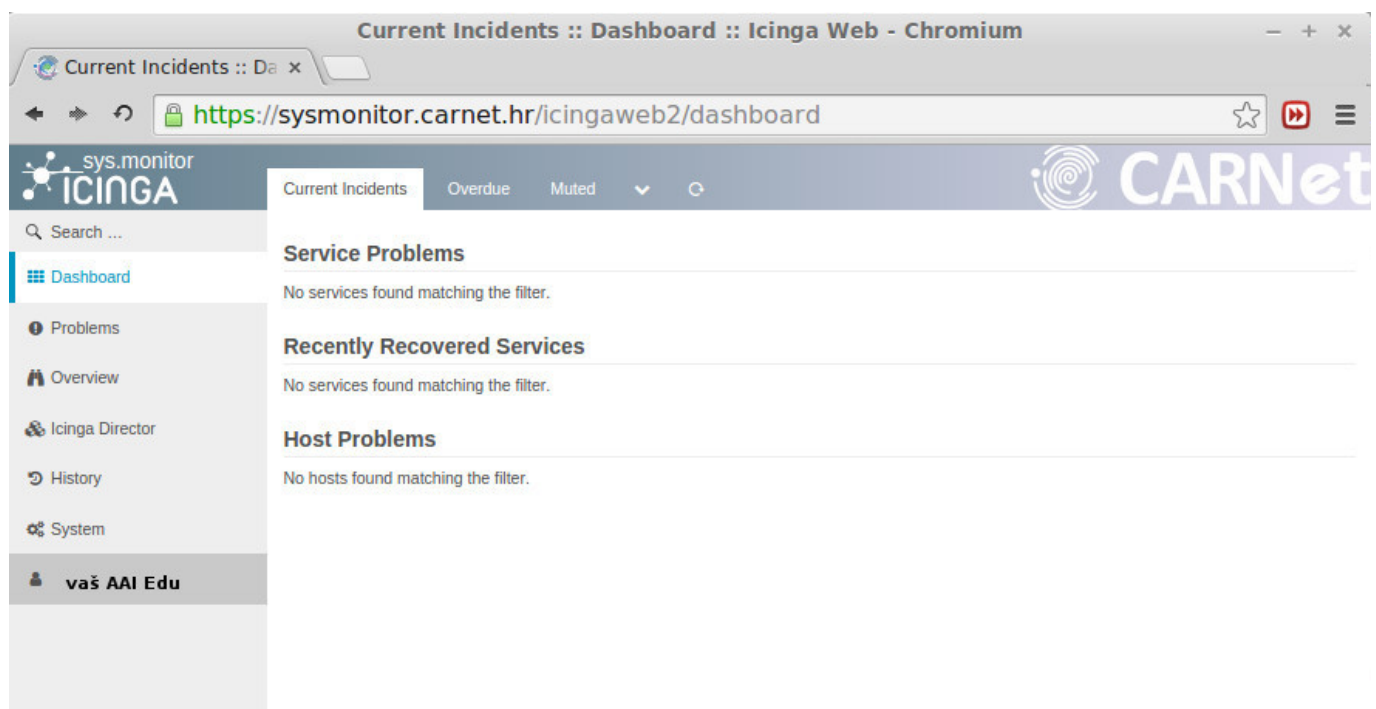 Current Incidents :: Dashboard :: Icinga Web - Chromium
Current Incidents :: Da
https://sysmonitor.carnet.hr/icingaweb2/dashboard
sys.monitor
ICINGA
Current Incidents Overdue Muted
CARNet
Search ...
Dashboard
Problems
Overview
Icinga Director
History
System
vaš AAI Edu
Service Problems
No services found matching the filter.
Recently Recovered Services
No services found matching the filter.
Host Problems
No hosts found matching the filter.